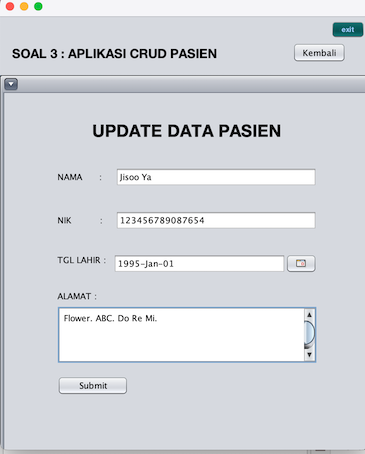 exit
SOAL 3 : APLIKASI CRUD PASIEN
Kembali
UPDATE DATA PASIEN
NAMA : Jisoo Ya
NIK : 123456789087654
TGL LAHIR : 1995-Jan-01
ALAMAT :
Flower. ABC. Do Re Mi.
Submit